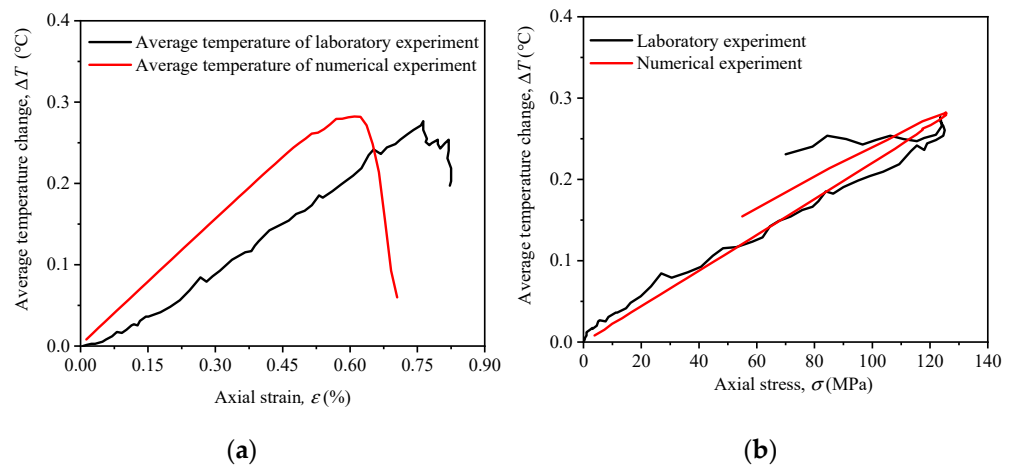 Average temperature change, ΔT (°C)
0.4
0.3
0.2
0.1
0.0
Average temperature of laboratory experiment
Average temperature of numerical experiment
0.00 0.15 0.30 0.45 0.60 0.75 0.90
Axial strain, ε (%)
(a)
Average temperature change, ΔT (°C)
0.4
0.3
0.2
0.1
0.0
Laboratory experiment
Numerical experiment
0 20 40 60 80 100 120 140
Axial stress, σ (MPa)
(b)